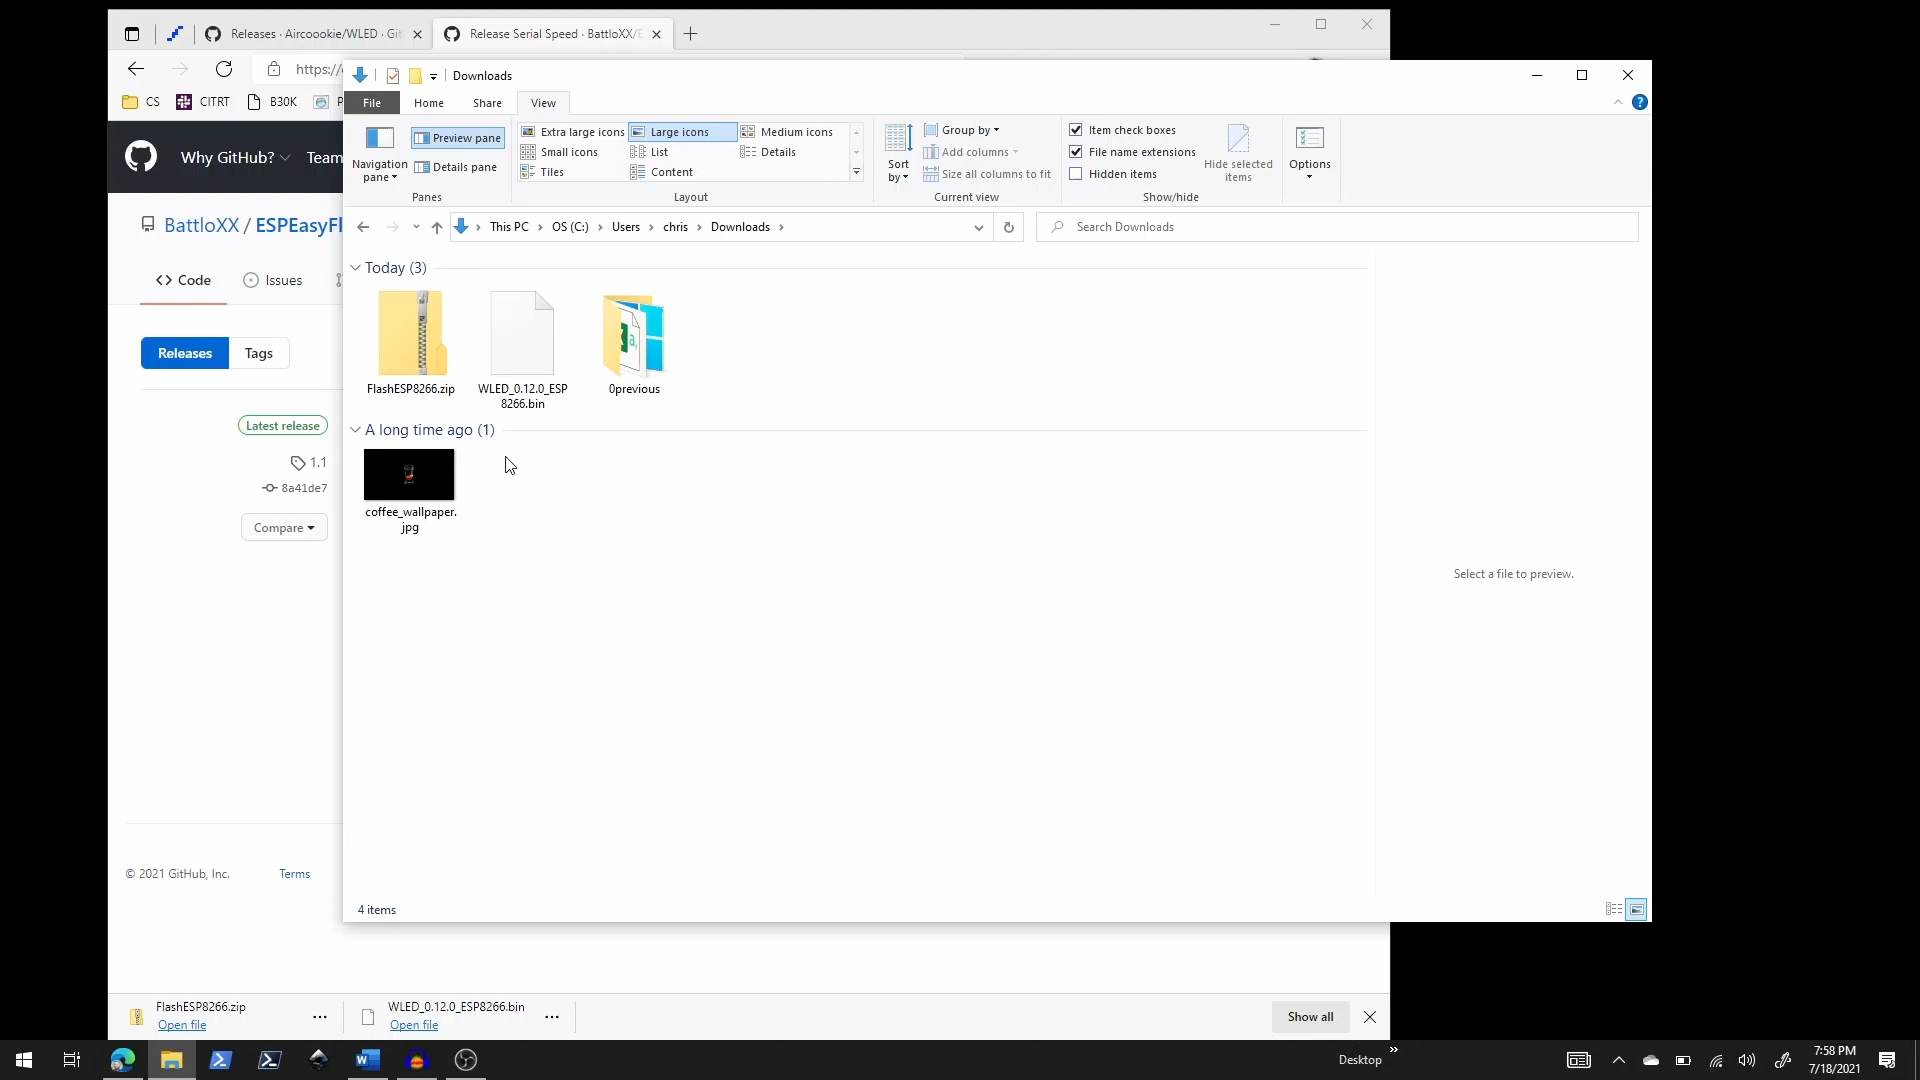 Releases · Aircoookie/WLED · Git
Release Serial Speed · BattloXX/E
https://
CS
CITRT
B30K
Downloads
File
Home
Share
View
Navigation
pane
Preview pane
Details pane
Panes
Extra large icons
Large icons
Medium icons
Small icons
List
Details
Tiles
Content
Layout
Sort
by
Group by
Add columns
Size all columns to fit
Current view
Item check boxes
File name extensions
Hidden items
Hide selected
items
Show/hide
Options
Why GitHub?
Team
This PC
OS (C:)
Users
chris
Downloads
Search Downloads
BattloXX / ESPEasyFl
Code
Issues
Releases
Tags
Latest release
1.1
8a41de7
Compare
Today (3)
FlashESP8266.zip
WLED_0.12.0_ESP
8266.bin
0previous
A long time ago (1)
coffee_wallpaper.
jpg
Select a file to preview.
© 2021 GitHub, Inc.
Terms
4 items
FlashESP8266.zip
Open file
WLED_0.12.0_ESP8266.bin
Open file
Show all
Desktop
7:58 PM
7/18/2021